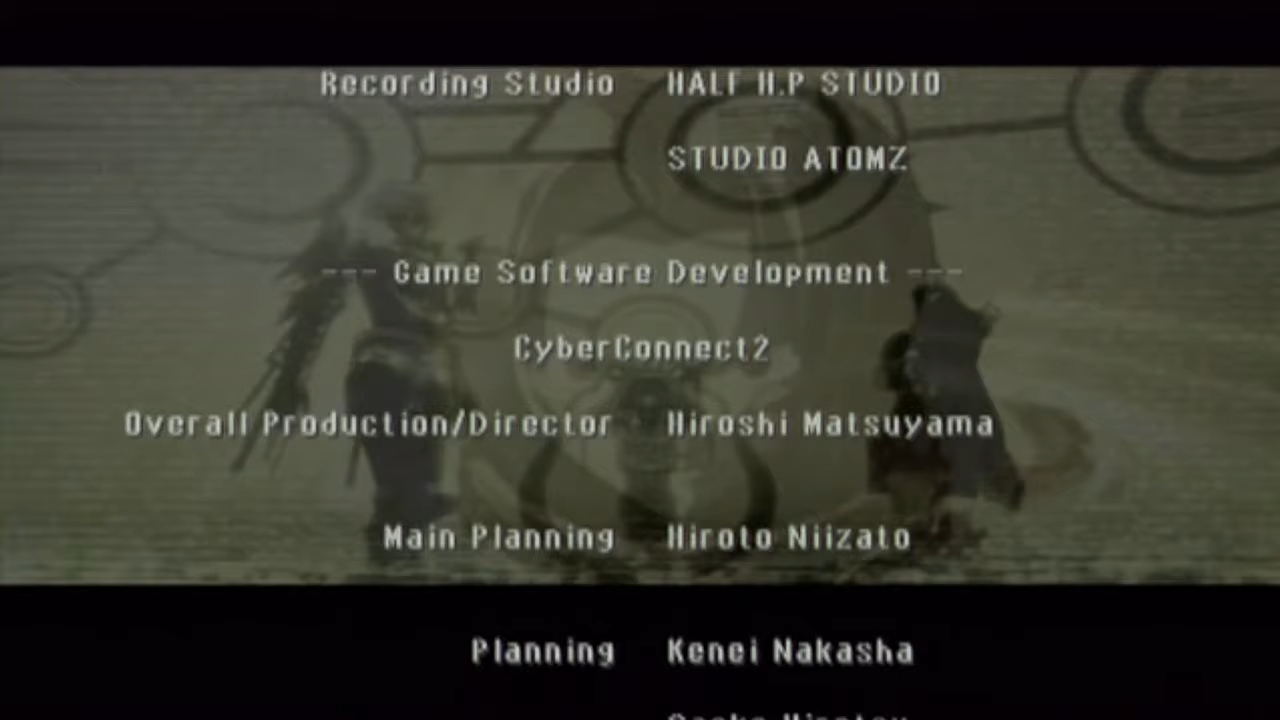 Recording Studio HALF H.P STUDIO
STUDIO ATOMZ
--- Game Software Development ---
CyberConnect2
Overall Production/Director Hiroshi Matsuyama
Main Planning Hiroto Niizato
Planning Kenei Nakasha